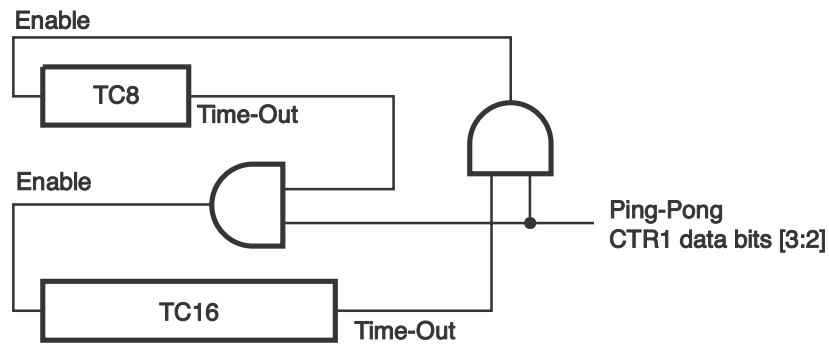 Enable
TC8
Time-Out
Enable
Ping-Pong
CTR1 data bits [3:2]
TC16
Time-Out